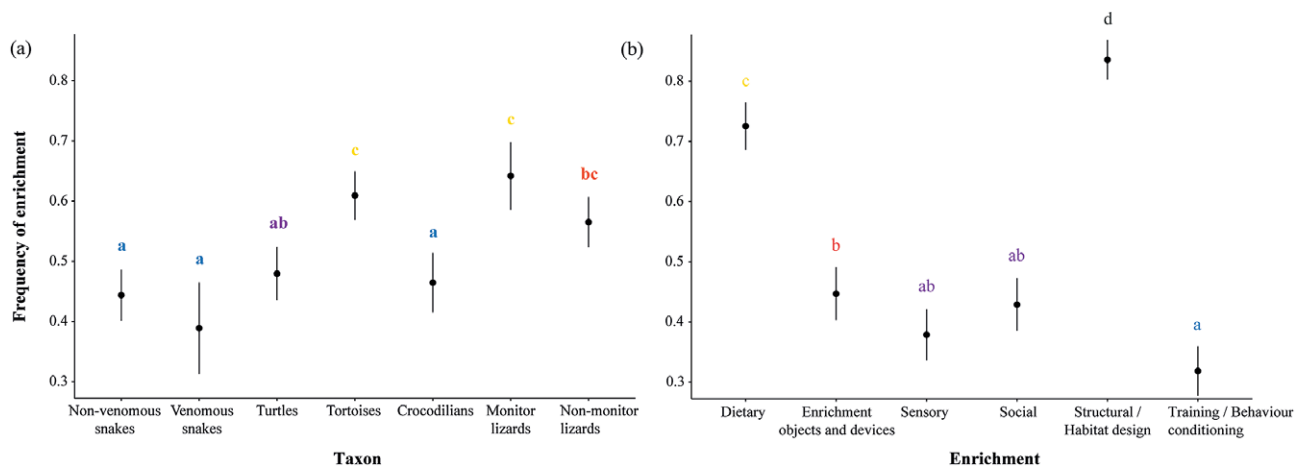 (a)
Frequency of enrichment
0.8
0.7
0.6
0.5
0.4
0.3
a
a
ab
c
a
c
bc
Non-venomous
snakes
Venomous
snakes
Turtles
Tortoises
Crocodilians
Monitor
lizards
Non-monitor
lizards
Taxon
(b)
0.8
0.7
0.6
0.5
0.4
0.3
c
b
ab
ab
d
a
Dietary
Enrichment
objects and devices
Sensory
Social
Structural /
Habitat design
Training / Behaviour
conditioning
Enrichment